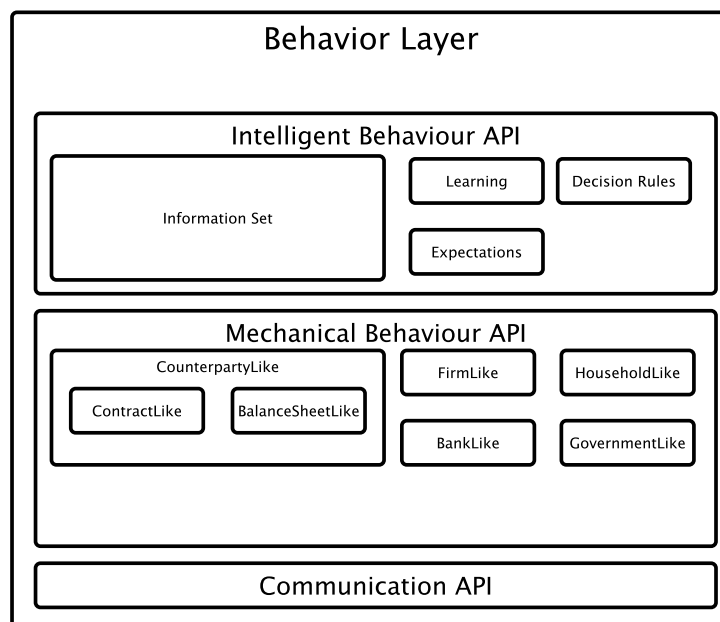 Behavior Layer
Intelligent Behaviour API
Information Set
Learning
Decision Rules
Expectations
Mechanical Behaviour API
CounterpartyLike
ContractLike
BalanceSheetLike
FirmLike
HouseholdLike
BankLike
GovernmentLike
Communication API